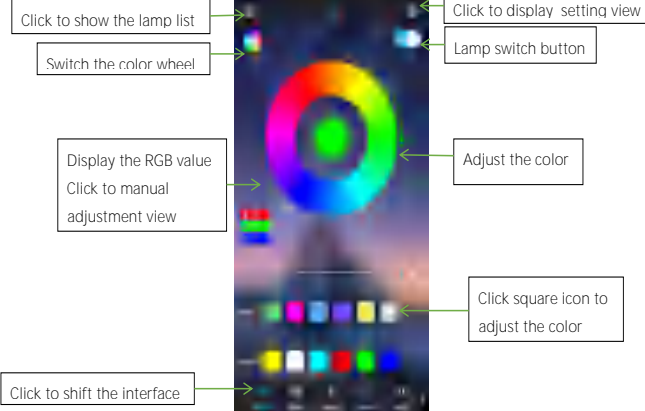 Click to show the lamp list
Click to display setting view
Switch the color wheel
Lamp switch button
Display the RGB value
Click to manual
adjustment view
Adjust the color
Click square icon to
adjust the color
Click to shift the interface